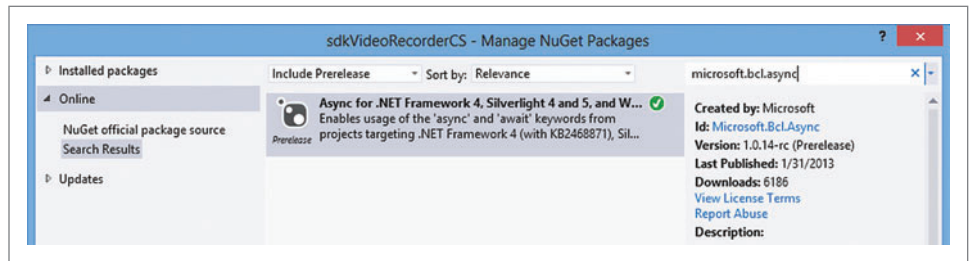 sdkVideoRecorderCS - Manage NuGet Packages
?
×
Installed packages
Online
NuGet official package source
Search Results
Updates
Include Prerelease
Sort by: Relevance
Async for .NET Framework 4, Silverlight 4 and 5, and W...
Enables usage of the 'async' and 'await' keywords from
Prerelease projects targeting .NET Framework 4 (with KB2468871), Sil...
microsoft.bcl.async
×
Created by: Microsoft
Id: Microsoft.Bcl.Async
Version: 1.0.14-rc (Prerelease)
Last Published: 1/31/2013
Downloads: 6186
View License Terms
Report Abuse
Description: